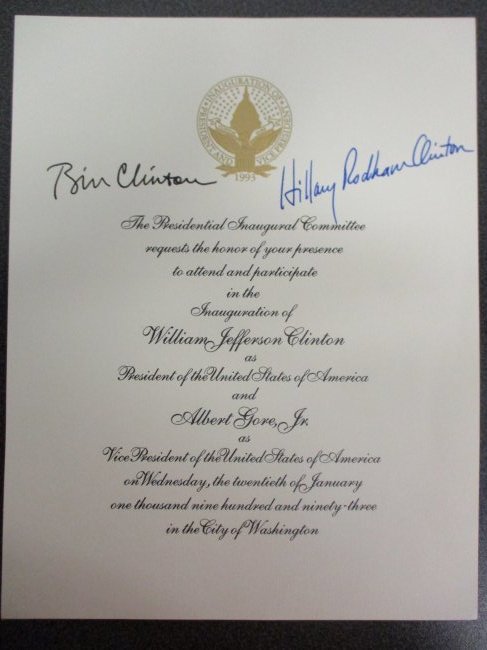 INAUGURATION OF
PRESIDENT AND VICE PRESIDENT
1993
Bill Clinton
Hillary Rodham Clinton
The Presidential Inaugural Committee
requests the honor of your presence
to attend and participate
in the
Inauguration of
William Jefferson Clinton
as
President of the United States of America
and
Albert Gore, Jr.
as
Vice President of the United States of America
on Wednesday, the twentieth of January
one thousand nine hundred and ninety-three
in the City of Washington